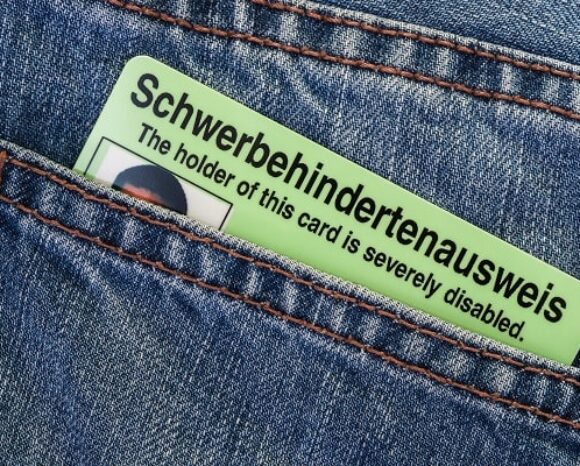 Schwerbehindertenausweis
The holder of this card is severely disabled.